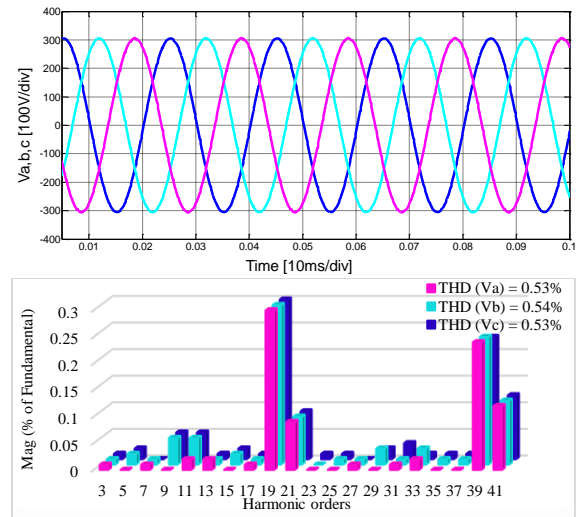 400
300
200
100
0
-100
-200
-300
-400
Va,b,c [100V/div]
0.01 0.02 0.03 0.04 0.05 0.06 0.07 0.08 0.09 0.1
Time [10ms/div]
THD (Va) = 0.53%
THD (Vb) = 0.54%
THD (Vc) = 0.53%
0.3
0.25
0.2
0.15
0.1
0.05
0
Mag (% of Fundamental)
3 5 7 9 11 13 15 17 19 21 23 25 27 29 31 33 35 37 39 41
Harmonic orders